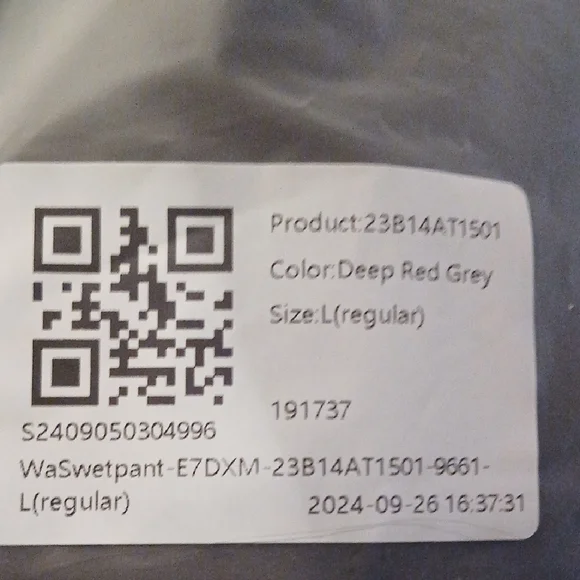 Product:23B14AT1501
Color:Deep Red Grey
Size:L(regular)
191737
S2409050304996
WaSwetpant-E7DXM-23B14AT1501-9661-
L(regular) 2024-09-26 16:37:31